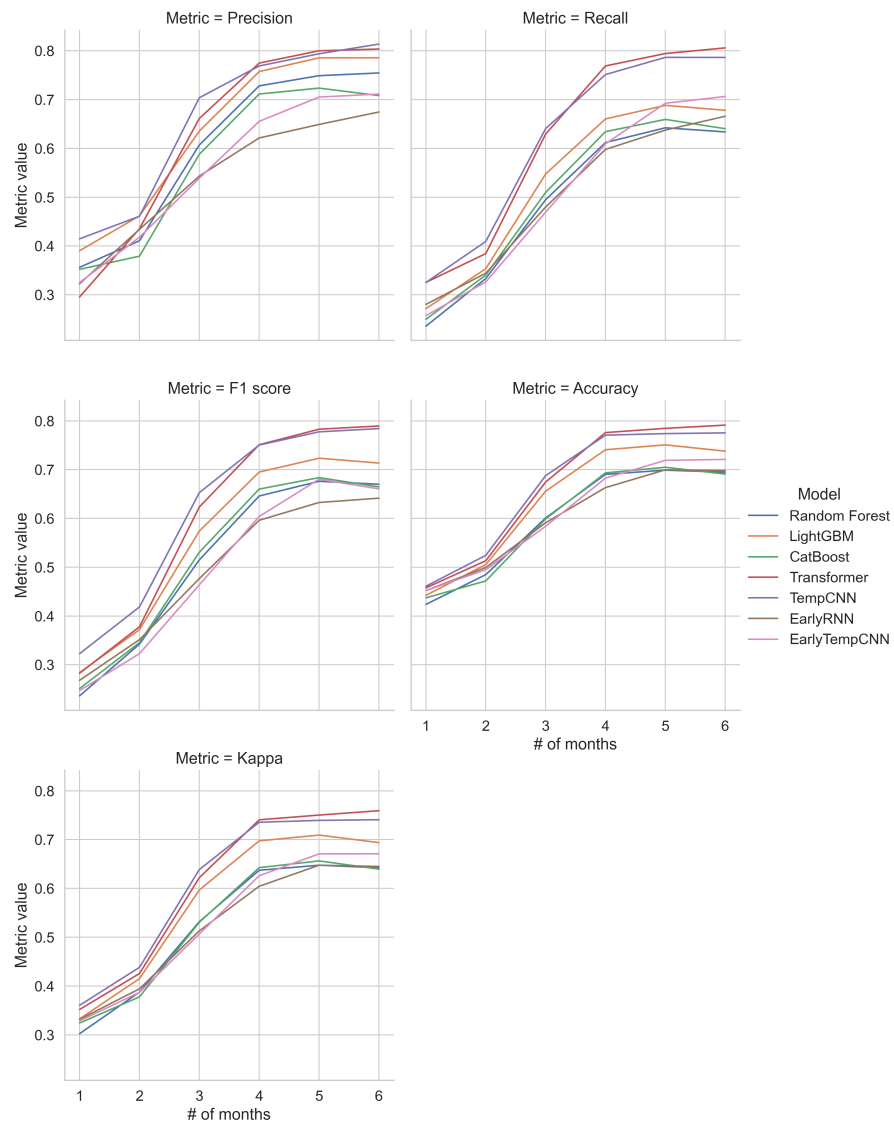 Metric = Precision
Metric = Recall
0.8
0.7
0.6
0.5
0.4
0.3
Metric value
Metric = F1 score
Metric = Accuracy
0.8
0.7
0.6
0.5
0.4
0.3
Metric value
1 2 3 4 5 6
# of months
Model
Random Forest
LightGBM
CatBoost
Transformer
TempCNN
EarlyRNN
EarlyTempCNN
Metric = Kappa
0.8
0.7
0.6
0.5
0.4
0.3
Metric value
1 2 3 4 5 6
# of months